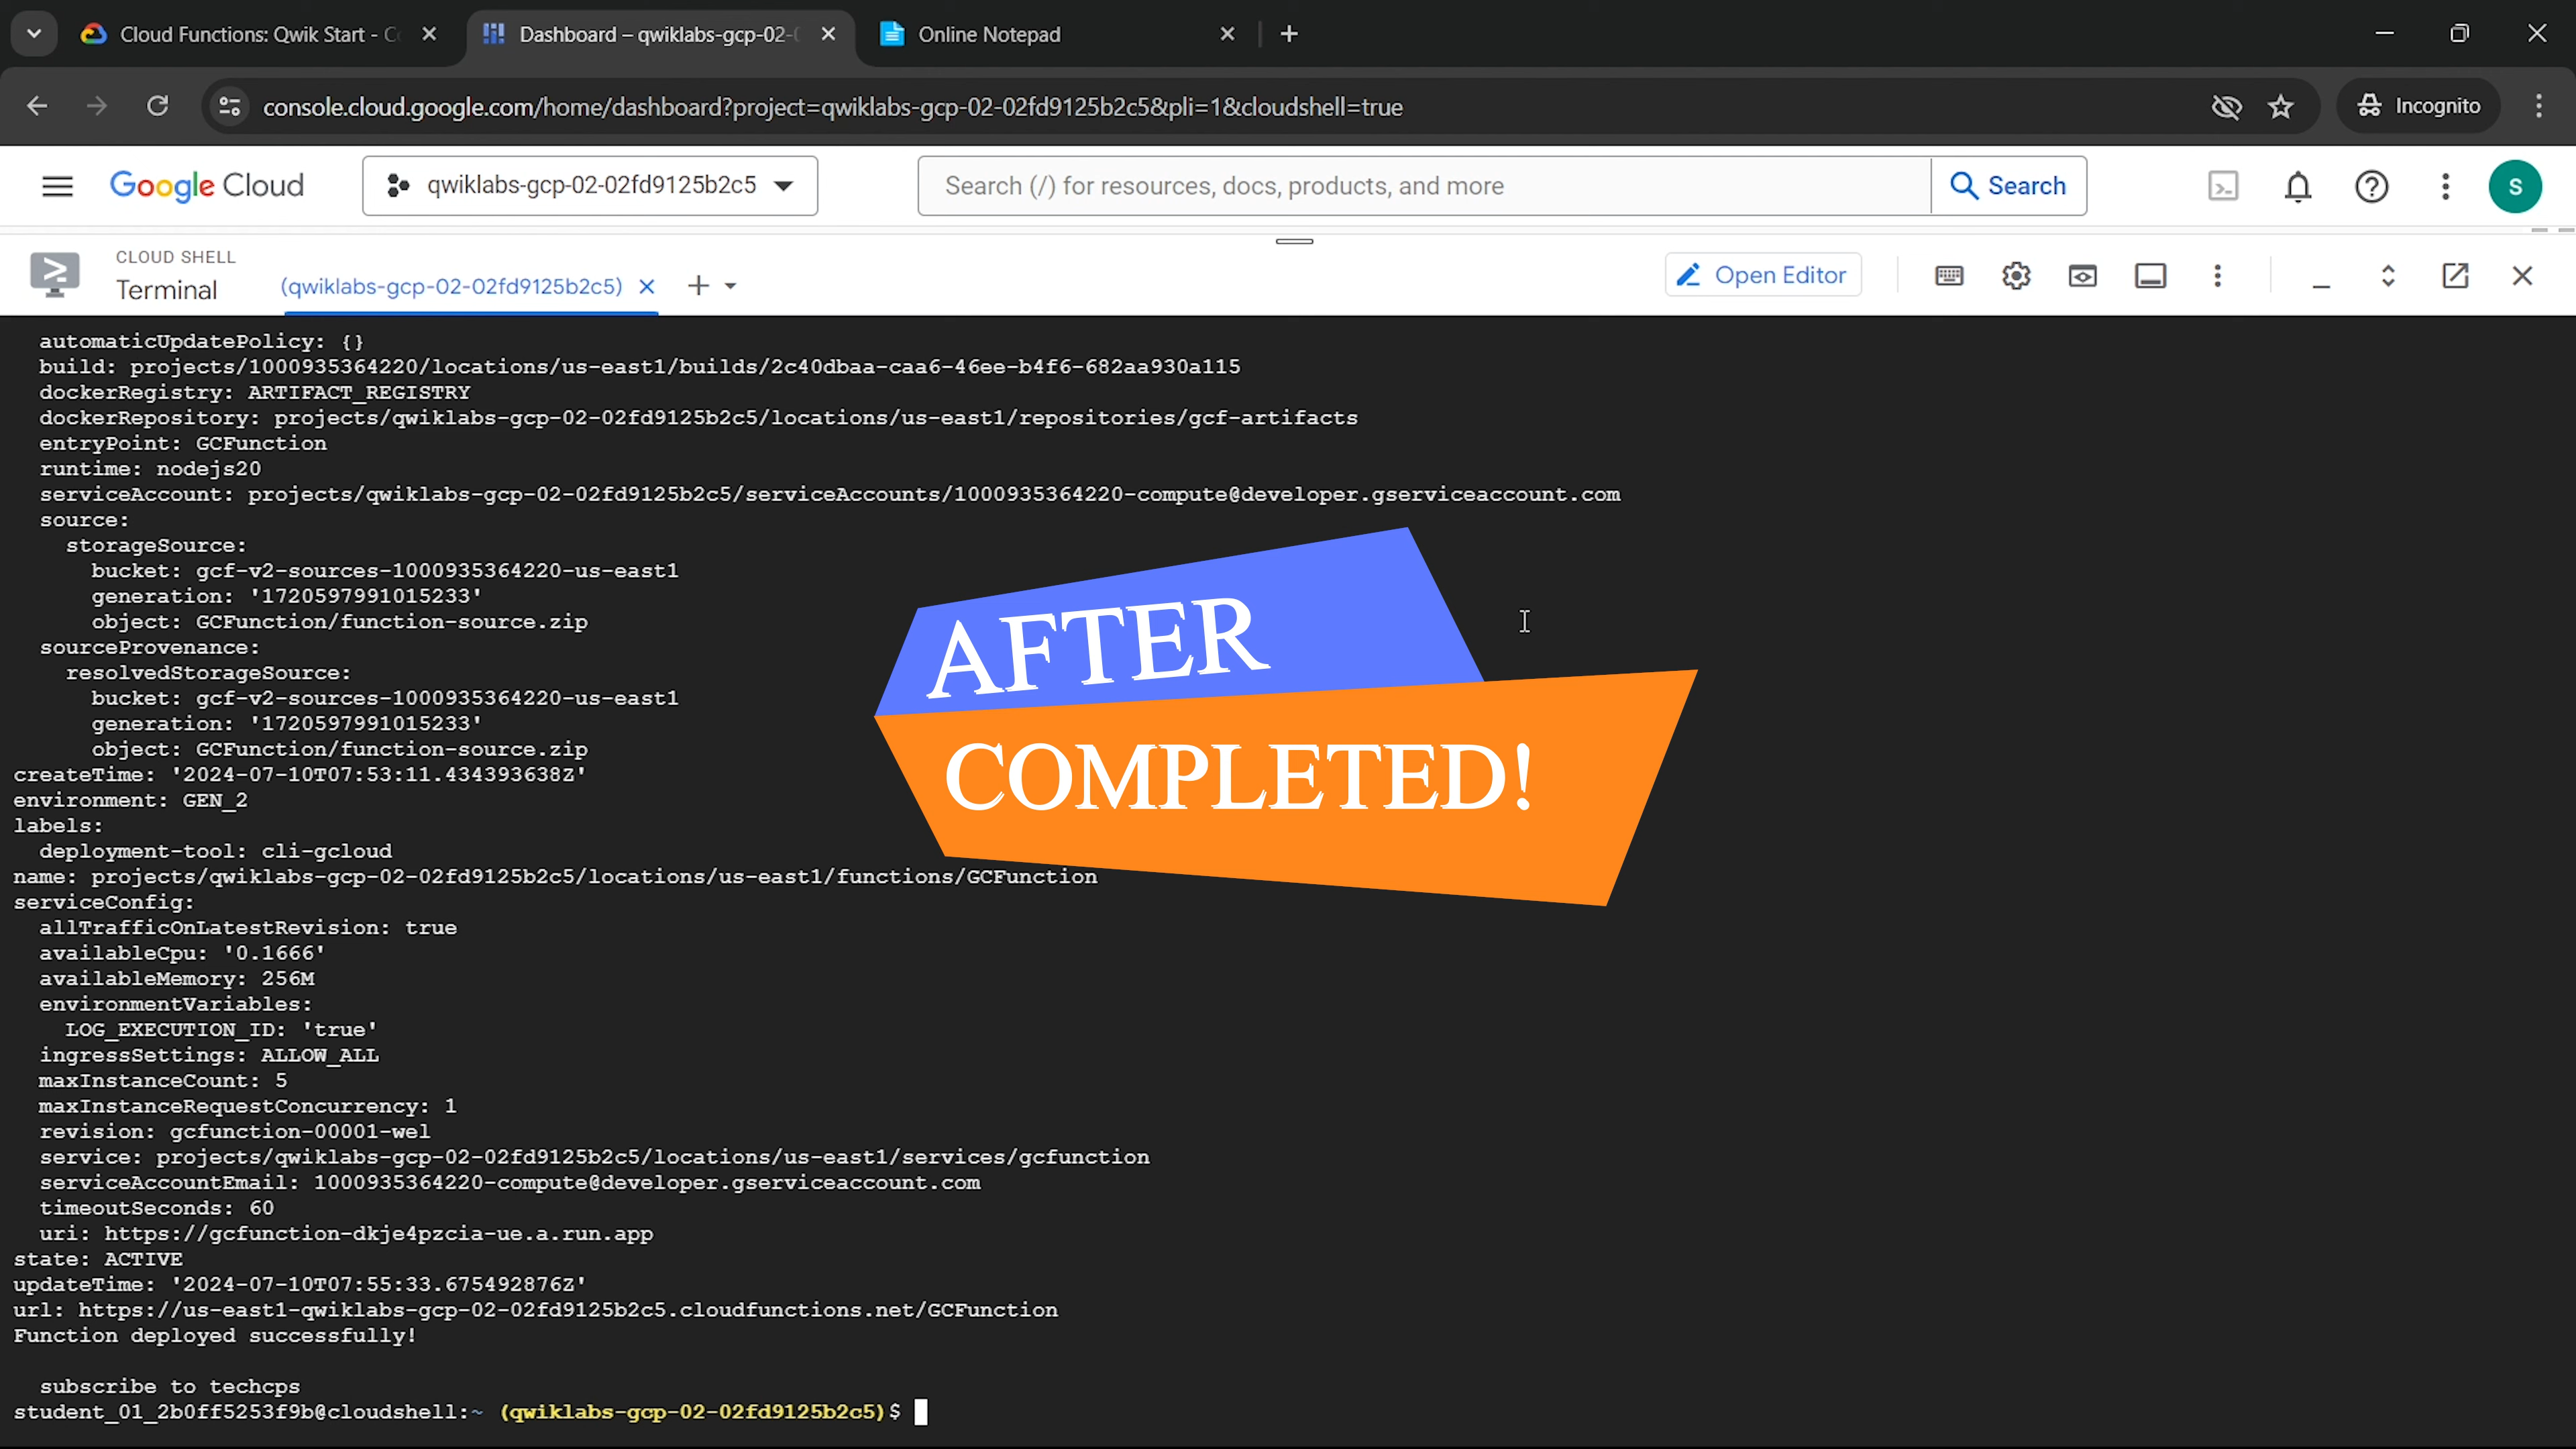 Cloud Functions: Qwik Start - Co
Dashboard – qwiklabs-gcp-02-0
Online Notepad
console.cloud.google.com/home/dashboard?project=qwiklabs-gcp-02-02fd9125b2c5&pli=1&cloudshell=true
Incognito
Google Cloud
qwiklabs-gcp-02-02fd9125b2c5
Search (/) for resources, docs, products, and more
Search
S
CLOUD SHELL
Terminal
(qwiklabs-gcp-02-02fd9125b2c5)
Open Editor
automaticUpdatePolicy: {}
build: projects/1000935364220/locations/us-east1/builds/2c40dbaa-caa6-46ee-b4f6-682aa930a115
dockerRegistry: ARTIFACT_REGISTRY
dockerRepository: projects/qwiklabs-gcp-02-02fd9125b2c5/locations/us-east1/repositories/gcf-artifacts
entryPoint: GCFunction
runtime: nodejs20
serviceAccount: projects/qwiklabs-gcp-02-02fd9125b2c5/serviceAccounts/1000935364220-compute@developer.gserviceaccount.com
source:
storageSource:
bucket: gcf-v2-sources-1000935364220-us-east1
generation: '1720597991015233'
object: GCFunction/function-source.zip
sourceProvenance:
resolvedStorageSource:
bucket: gcf-v2-sources-1000935364220-us-east1
generation: '1720597991015233'
object: GCFunction/function-source.zip
createTime: '2024-07-10T07:53:11.434393638Z'
environment: GEN_2
labels:
deployment-tool: cli-gcloud
name: projects/qwiklabs-gcp-02-02fd9125b2c5/locations/us-east1/functions/GCFunction
serviceConfig:
allTrafficOnLatestRevision: true
availableCpu: '0.1666'
availableMemory: 256M
environmentVariables:
LOG_EXECUTION_ID: 'true'
ingressSettings: ALLOW_ALL
maxInstanceCount: 5
maxInstanceRequestConcurrency: 1
revision: gcfunction-00001-wel
service: projects/qwiklabs-gcp-02-02fd9125b2c5/locations/us-east1/services/gcfunction
serviceAccountEmail: 1000935364220-compute@developer.gserviceaccount.com
timeoutSeconds: 60
uri: https://gcfunction-dkje4pzcia-ue.a.run.app
state: ACTIVE
updateTime: '2024-07-10T07:55:33.675492876Z'
url: https://us-east1-qwiklabs-gcp-02-02fd9125b2c5.cloudfunctions.net/GCFunction
Function deployed successfully!
subscribe to techcps
student_01_2b0ff5253f9b@cloudshell:~ (qwiklabs-gcp-02-02fd9125b2c5)$
AFTER
COMPLETED!